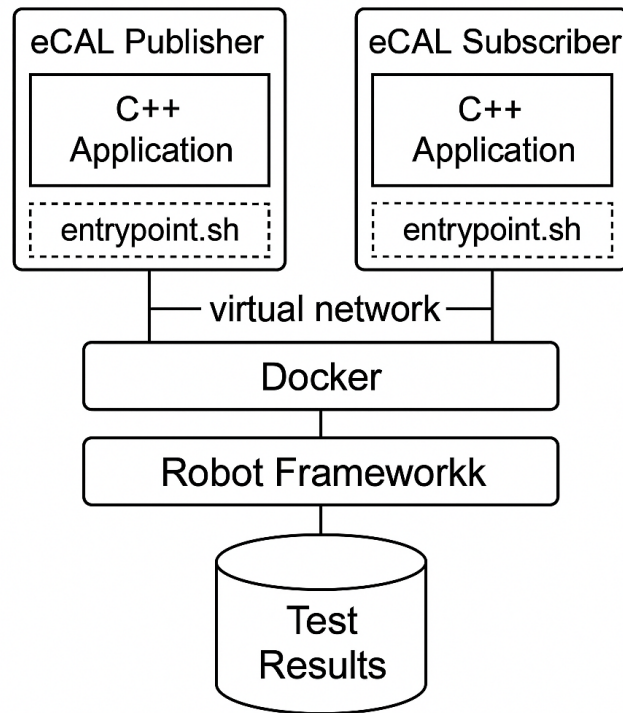 eCAL Publisher
C++
Application
entrypoint.sh
eCAL Subscriber
C++
Application
entrypoint.sh
virtual network
Docker
Robot Frameworkk
Test
Results